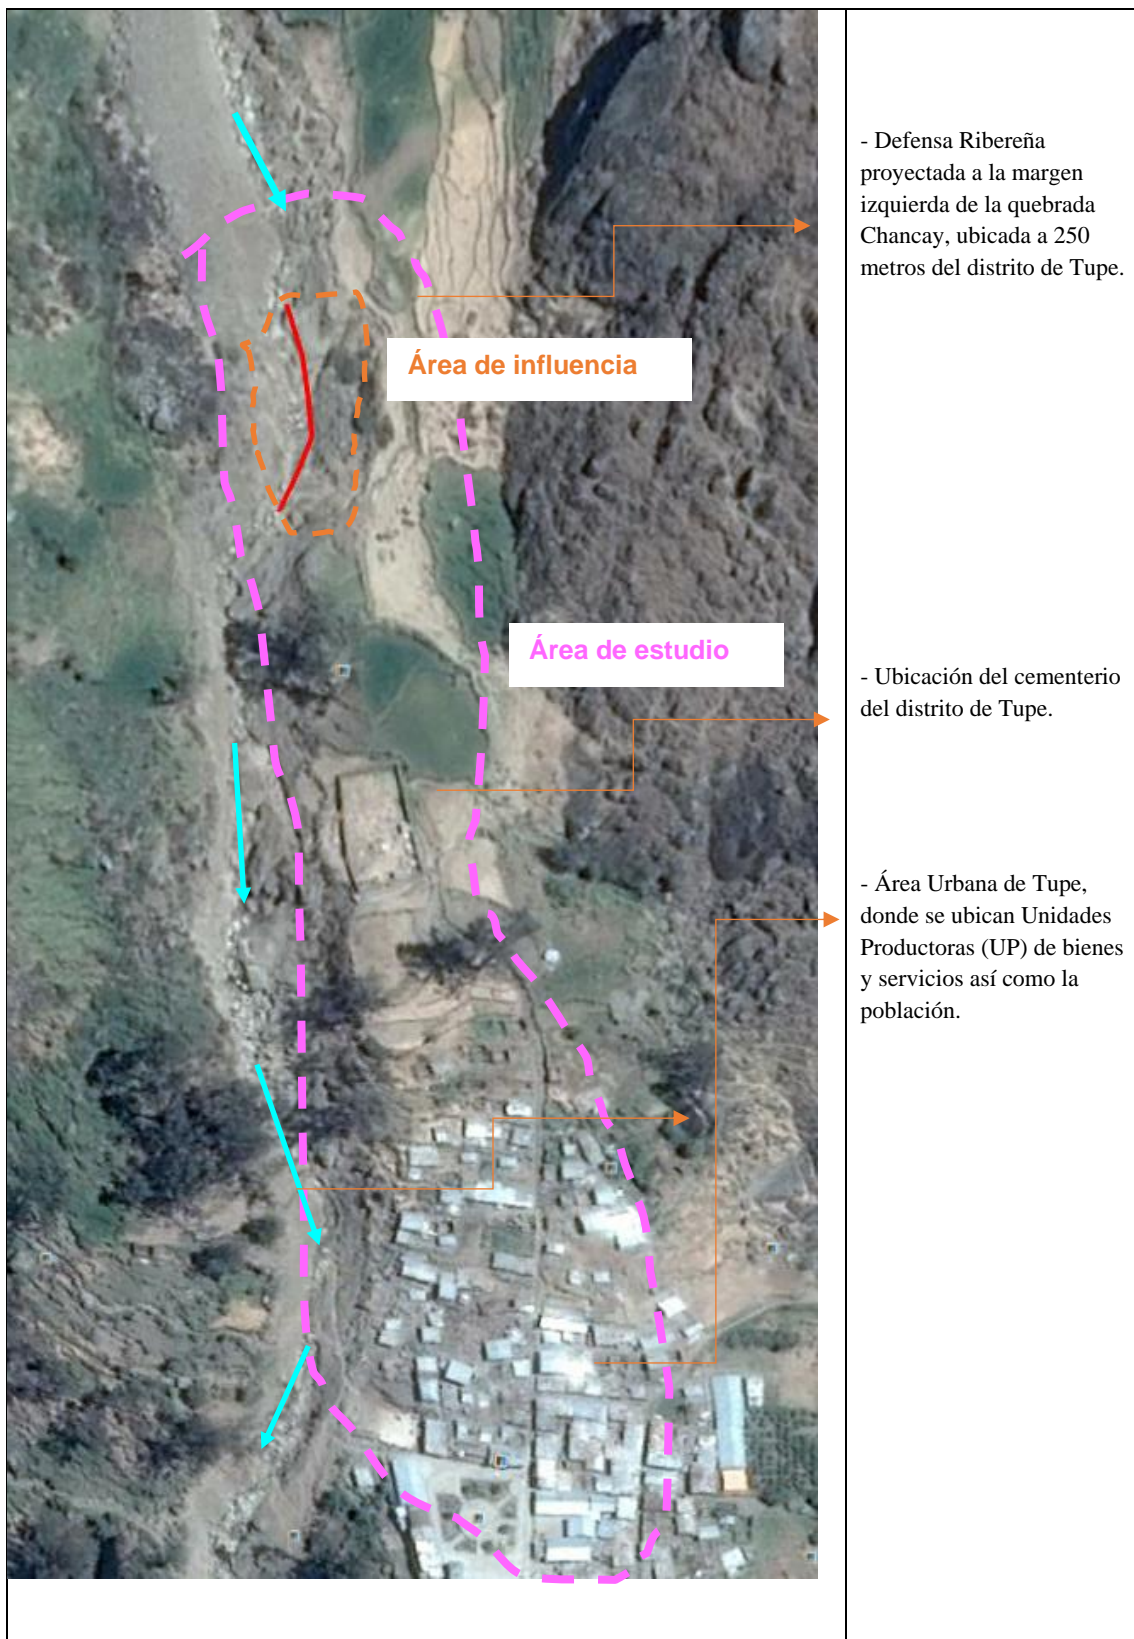 - Defensa Ribereña
proyectada a la margen
izquierda de la quebrada
Chancay, ubicada a 250
metros del distrito de Tupe.
Área de influencia
Área de estudio
- Ubicación del cementerio
del distrito de Tupe.
- Área Urbana de Tupe,
donde se ubican Unidades
Productoras (UP) de bienes
y servicios así como la
población.